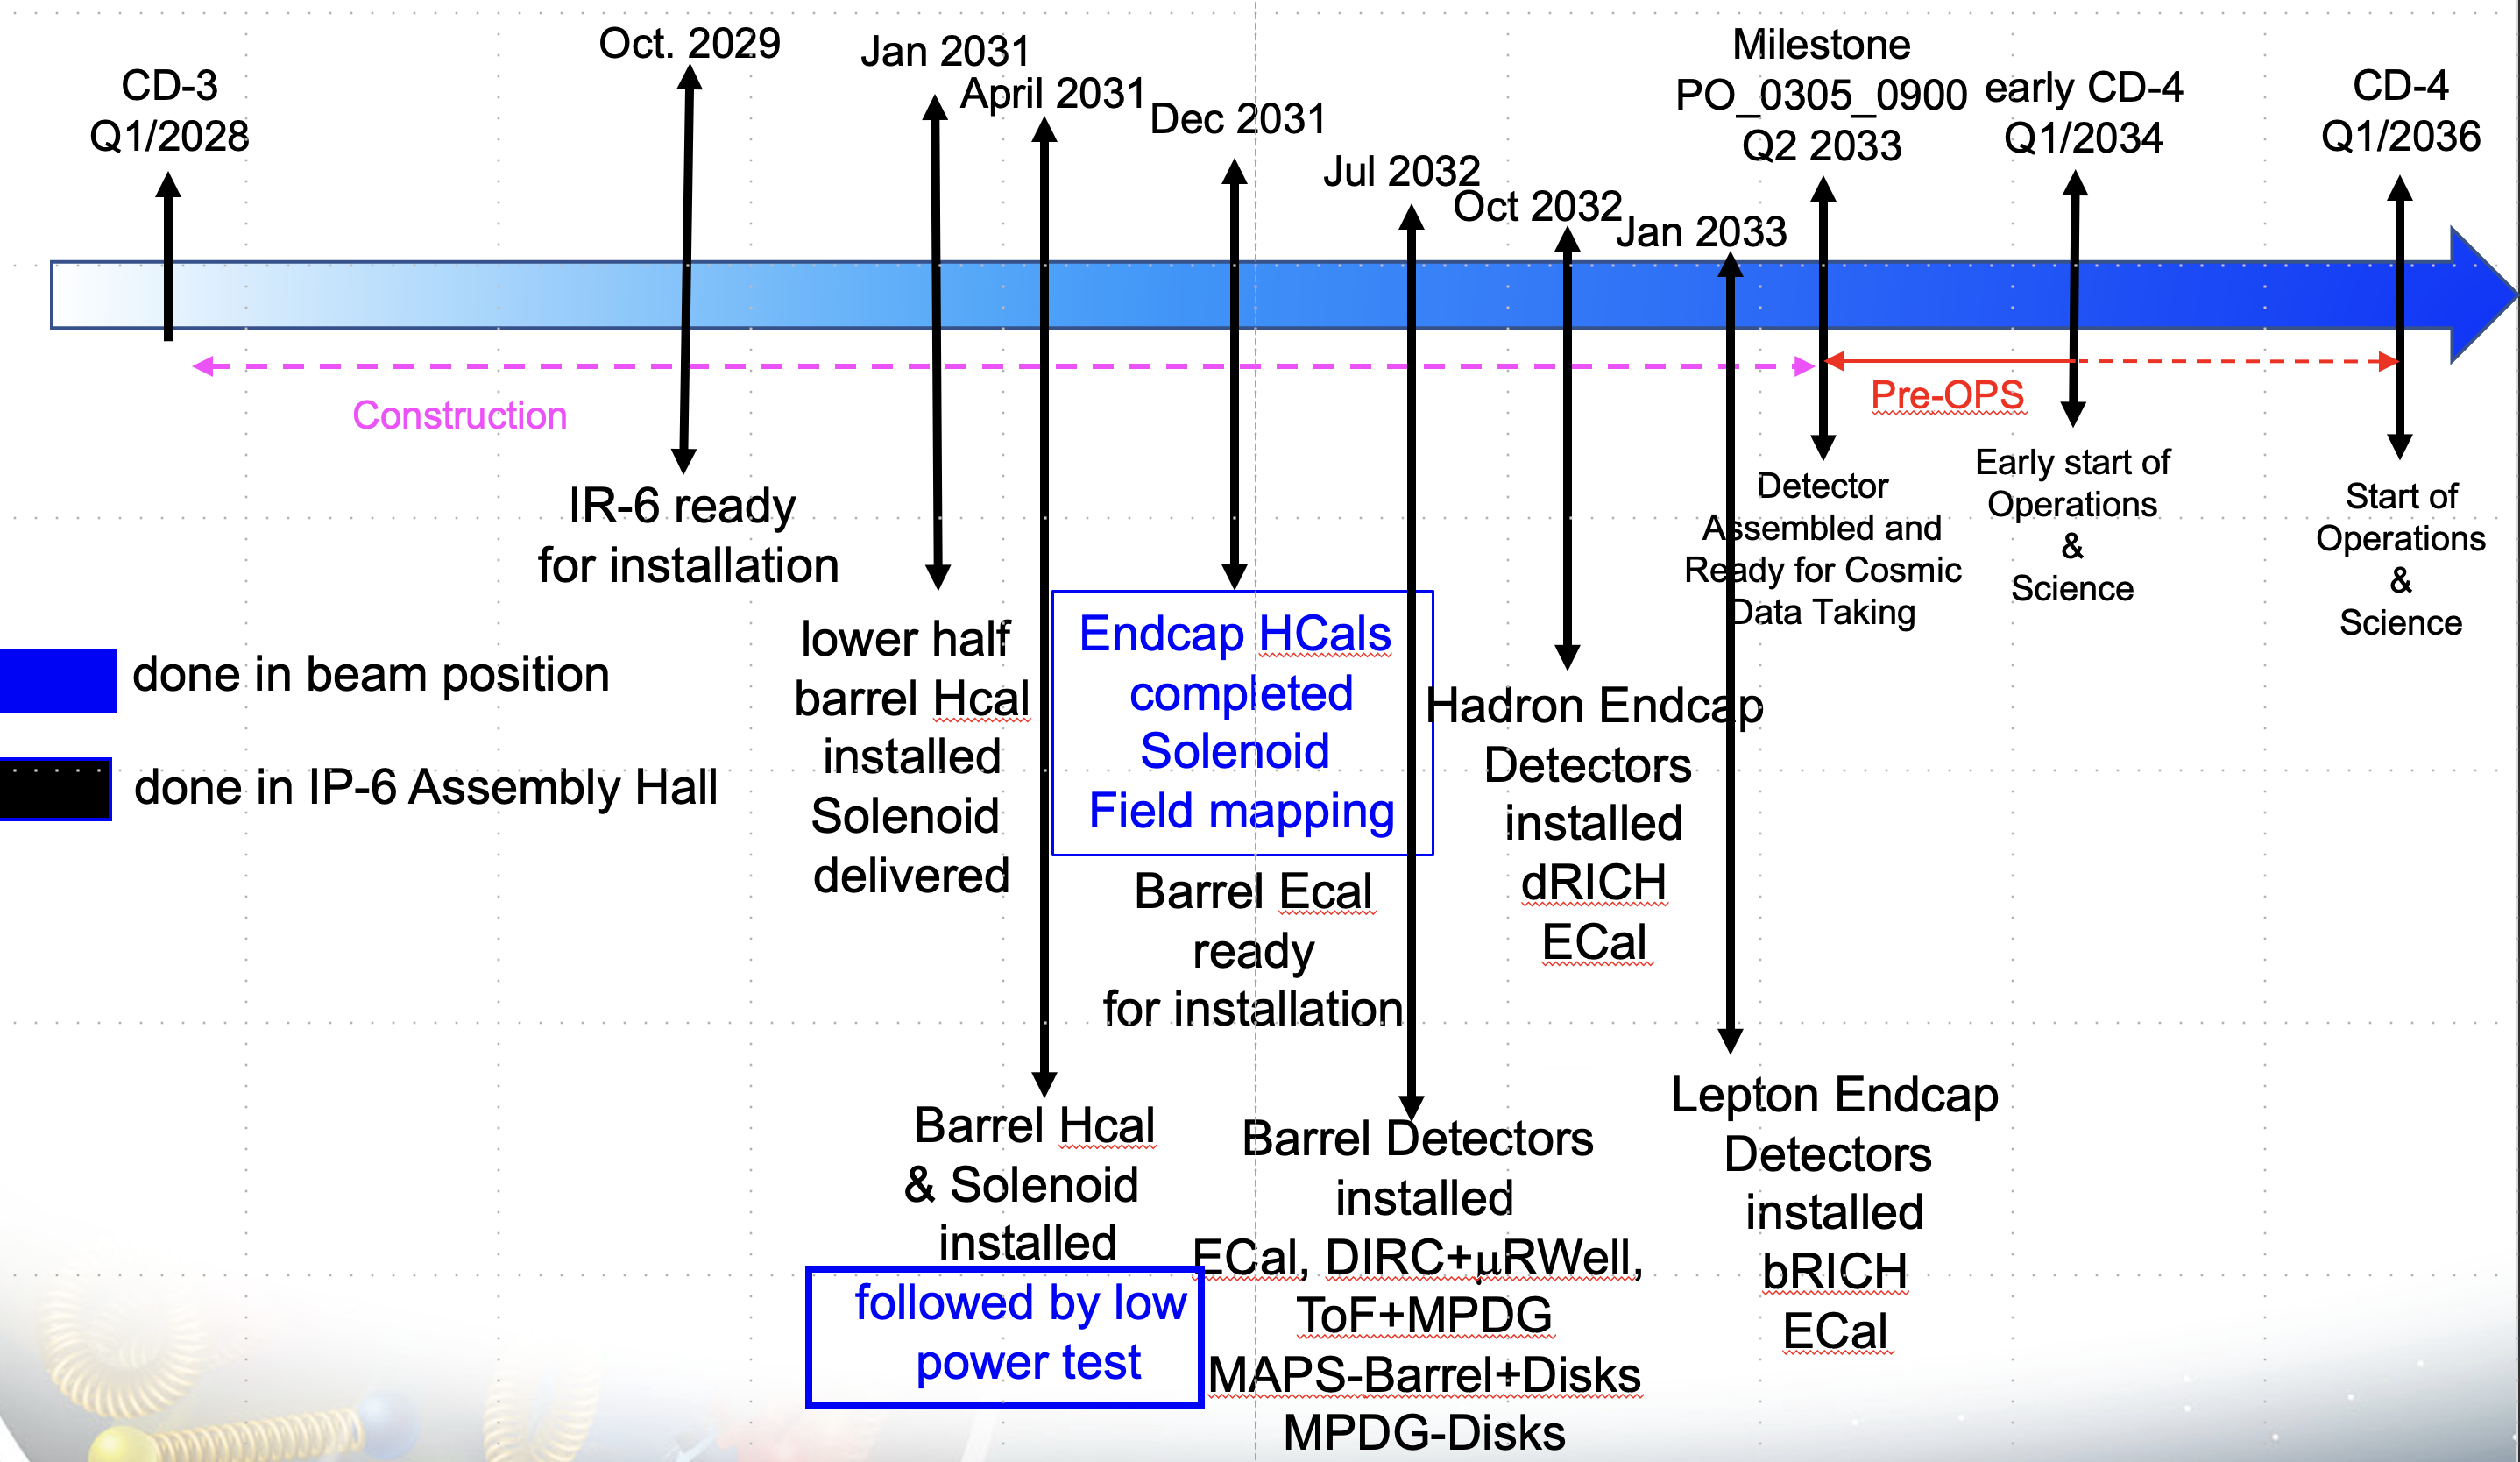 CD-3
Q1/2028
Oct. 2029
Jan 2031
April 2031
Dec 2031
Jul 2032
Oct 2032
Jan 2033
Milestone
PO_0305_0900
Q2 2033
early CD-4
Q1/2034
CD-4
Q1/2036
Construction
Pre-OPS
IR-6 ready
for installation
lower half
barrel Hcal
installed
Solenoid
delivered
Endcap HCals
completed
Solenoid
Field mapping
Barrel Ecal
ready
for installation
Hadron Endcap
Detectors
installed
dRICH
ECal
Detector
Assembled and
Ready for Cosmic
Data Taking
Early start of
Operations
&
Science
Start of
Operations
&
Science
done in beam position
done in IP-6 Assembly Hall
Barrel Hcal
& Solenoid
installed
followed by low
power test
Barrel Detectors
installed
ECal, DIRC+μRWell,
ToF+MPDG
MAPS-Barrel+Disks
MPDG-Disks
Lepton Endcap
Detectors
installed
bRICH
ECal